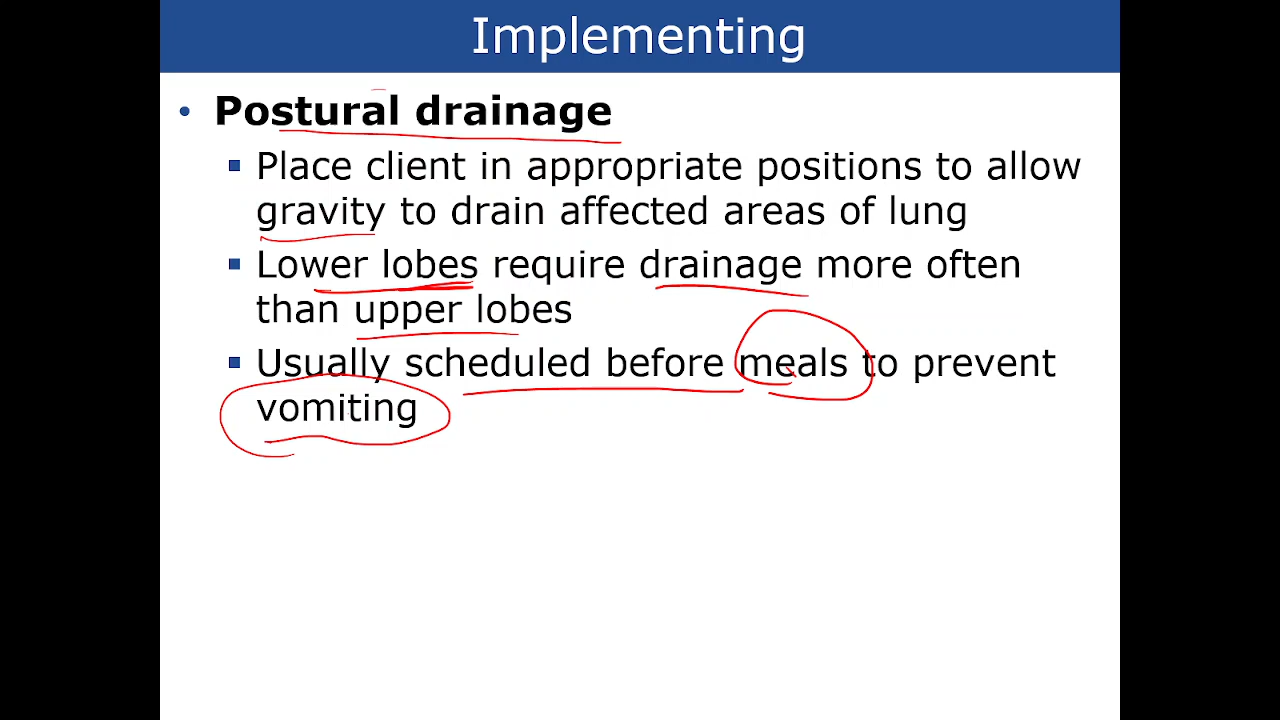 Implementing
• Postural drainage
▪ Place client in appropriate positions to allow
gravity to drain affected areas of lung
▪ Lower lobes require drainage more often
than upper lobes
▪ Usually scheduled before meals to prevent
vomiting